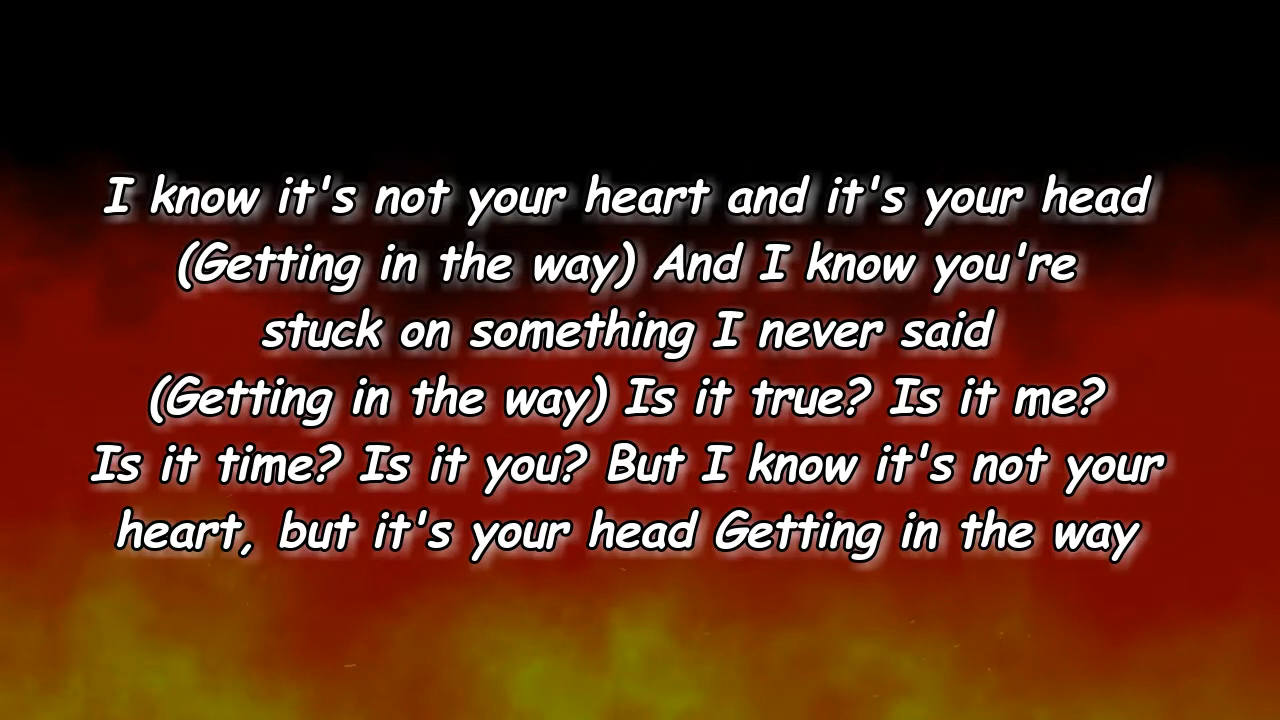 I know it's not your heart and it's your head
(Getting in the way) And I know you're
stuck on something I never said
(Getting in the way) Is it true? Is it me?
Is it time? Is it you? But I know it's not your
heart, but it's your head Getting in the way